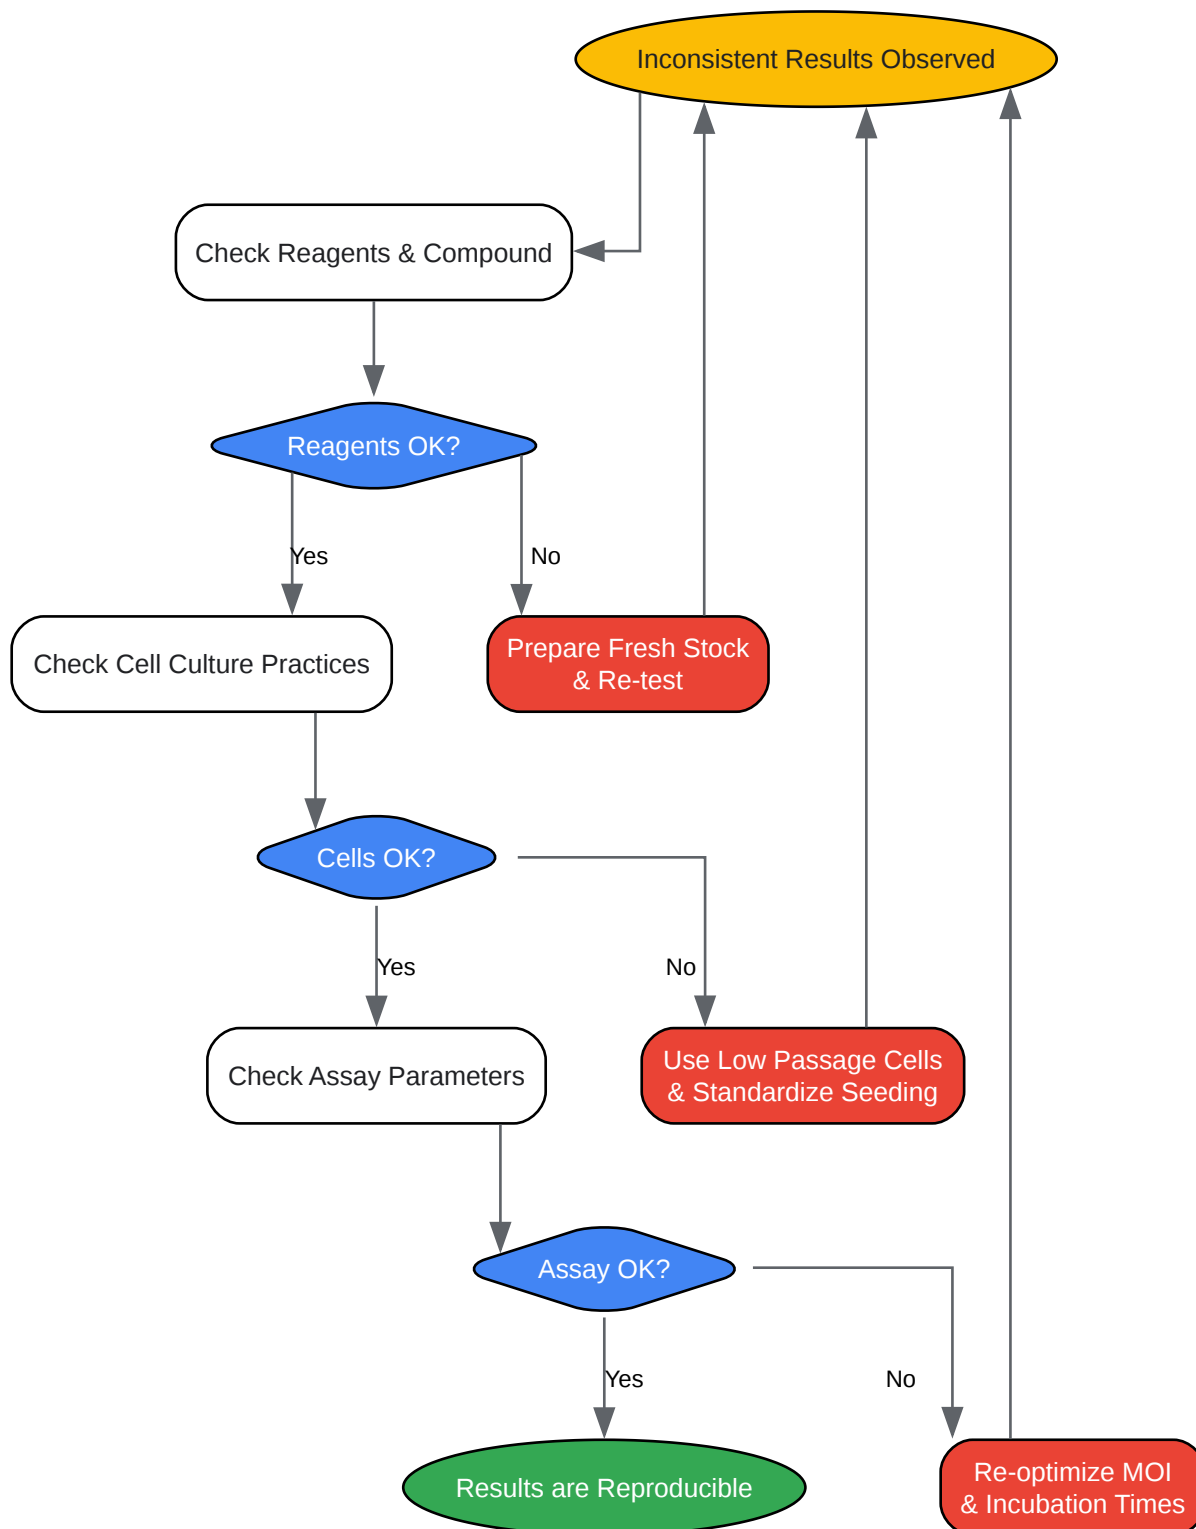 Inconsistent Results Observed
Check Reagents & Compound
Reagents OK?
Yes
No
Check Cell Culture Practices
Prepare Fresh Stock
& Re-test
Cells OK?
Yes
No
Check Assay Parameters
Use Low Passage Cells
& Standardize Seeding
Assay OK?
Yes
No
Results are Reproducible
Re-optimize MOI
& Incubation Times